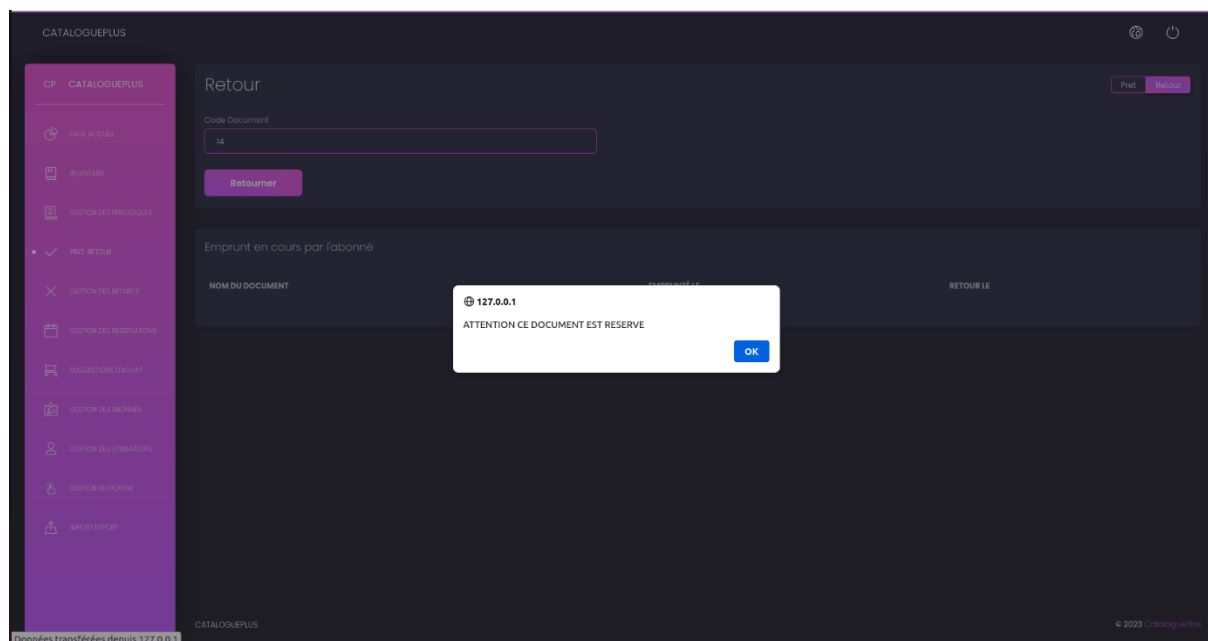 CATALOGUEPLUS
CP CATALOGUEPLUS
PAGE ACCUEIL
INVENTAIRE
GESTION DES PERIODIQUES
PRET-RETOUR
GESTION DES RETARDS
GESTION DES RESERVATIONS
SUGGESTIONS D'ACHAT
GESTION DES ABONNÉS
GESTION DES UTILISATEURS
GESTION DU PORTAIL
IMPORT EXPORT
Retour
Pret Retour
Code Document
14
Retourner
Emprunt en cours par l'abonné
NOM DU DOCUMENT EMPRUNTÉ LE RETOUR LE
127.0.0.1
ATTENTION CE DOCUMENT EST RESERVE
OK
CATALOGUEPLUS
© 2023 CataloguePlus
Données transférées depuis 127.0.0.1